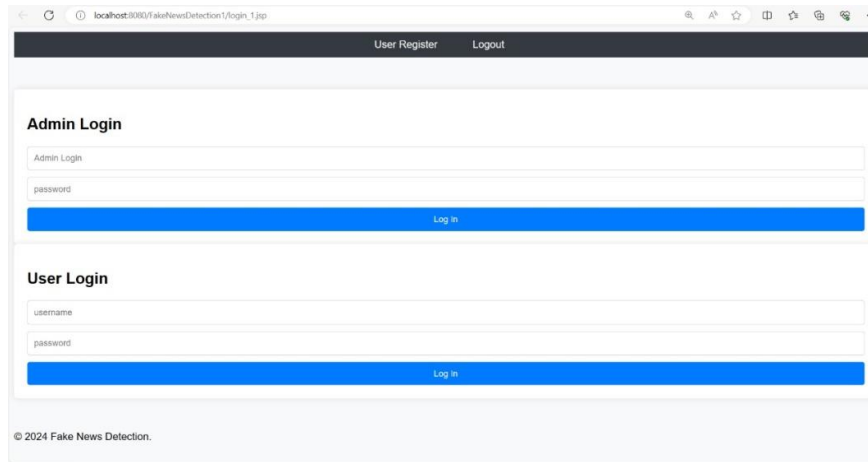 localhost:8080/FakeNewsDetection1/login_1.jsp
User Register Logout
Admin Login
Admin Login
password
Log In
User Login
username
password
Log In
© 2024 Fake News Detection.